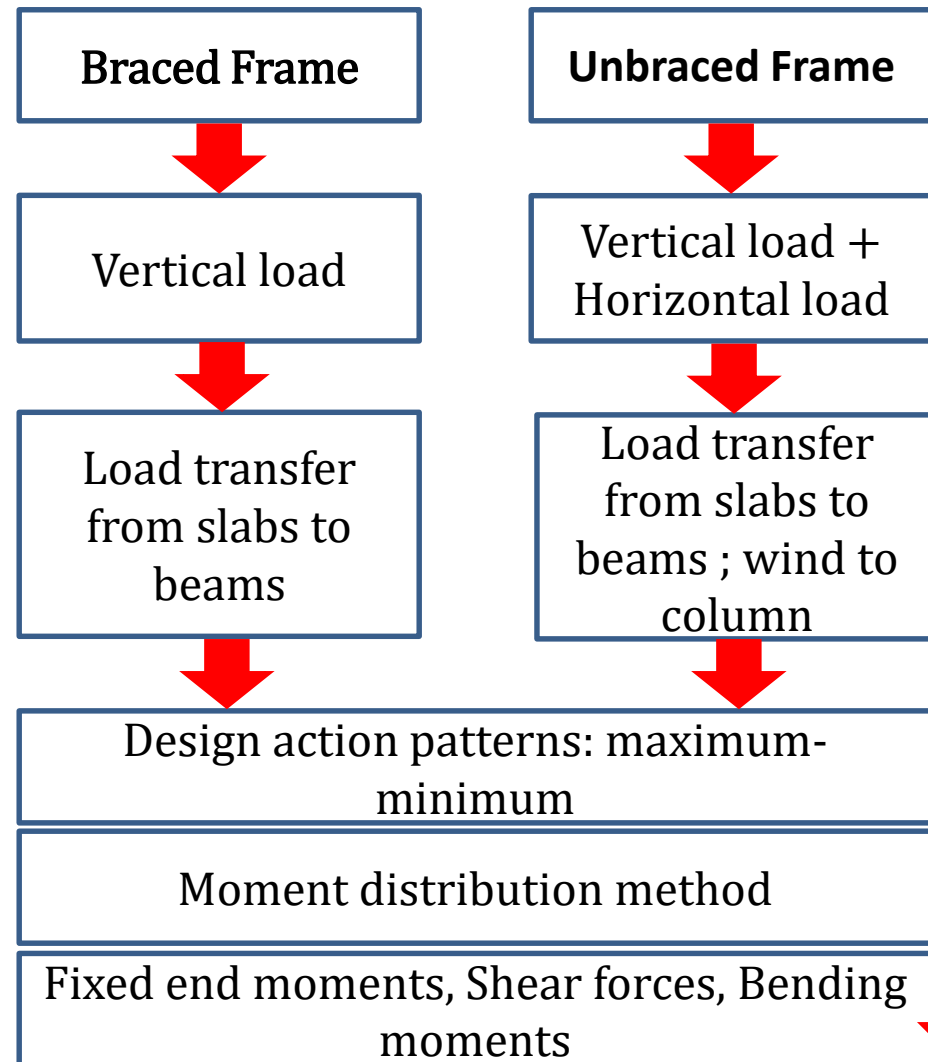 Braced Frame
Unbraced Frame
Vertical load
Vertical load +
Horizontal load
Load transfer
from slabs to
beams
Load transfer
from slabs to
beams ; wind to
column
Design action patterns: maximum-
minimum
Moment distribution method
Fixed end moments, Shear forces, Bending
moments